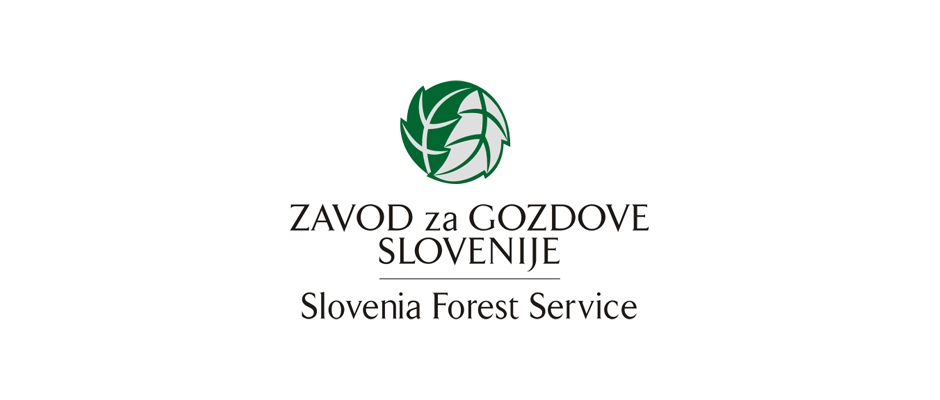 ZAVOD za GOZDOVE
SLOVENIJE
Slovenia Forest Service